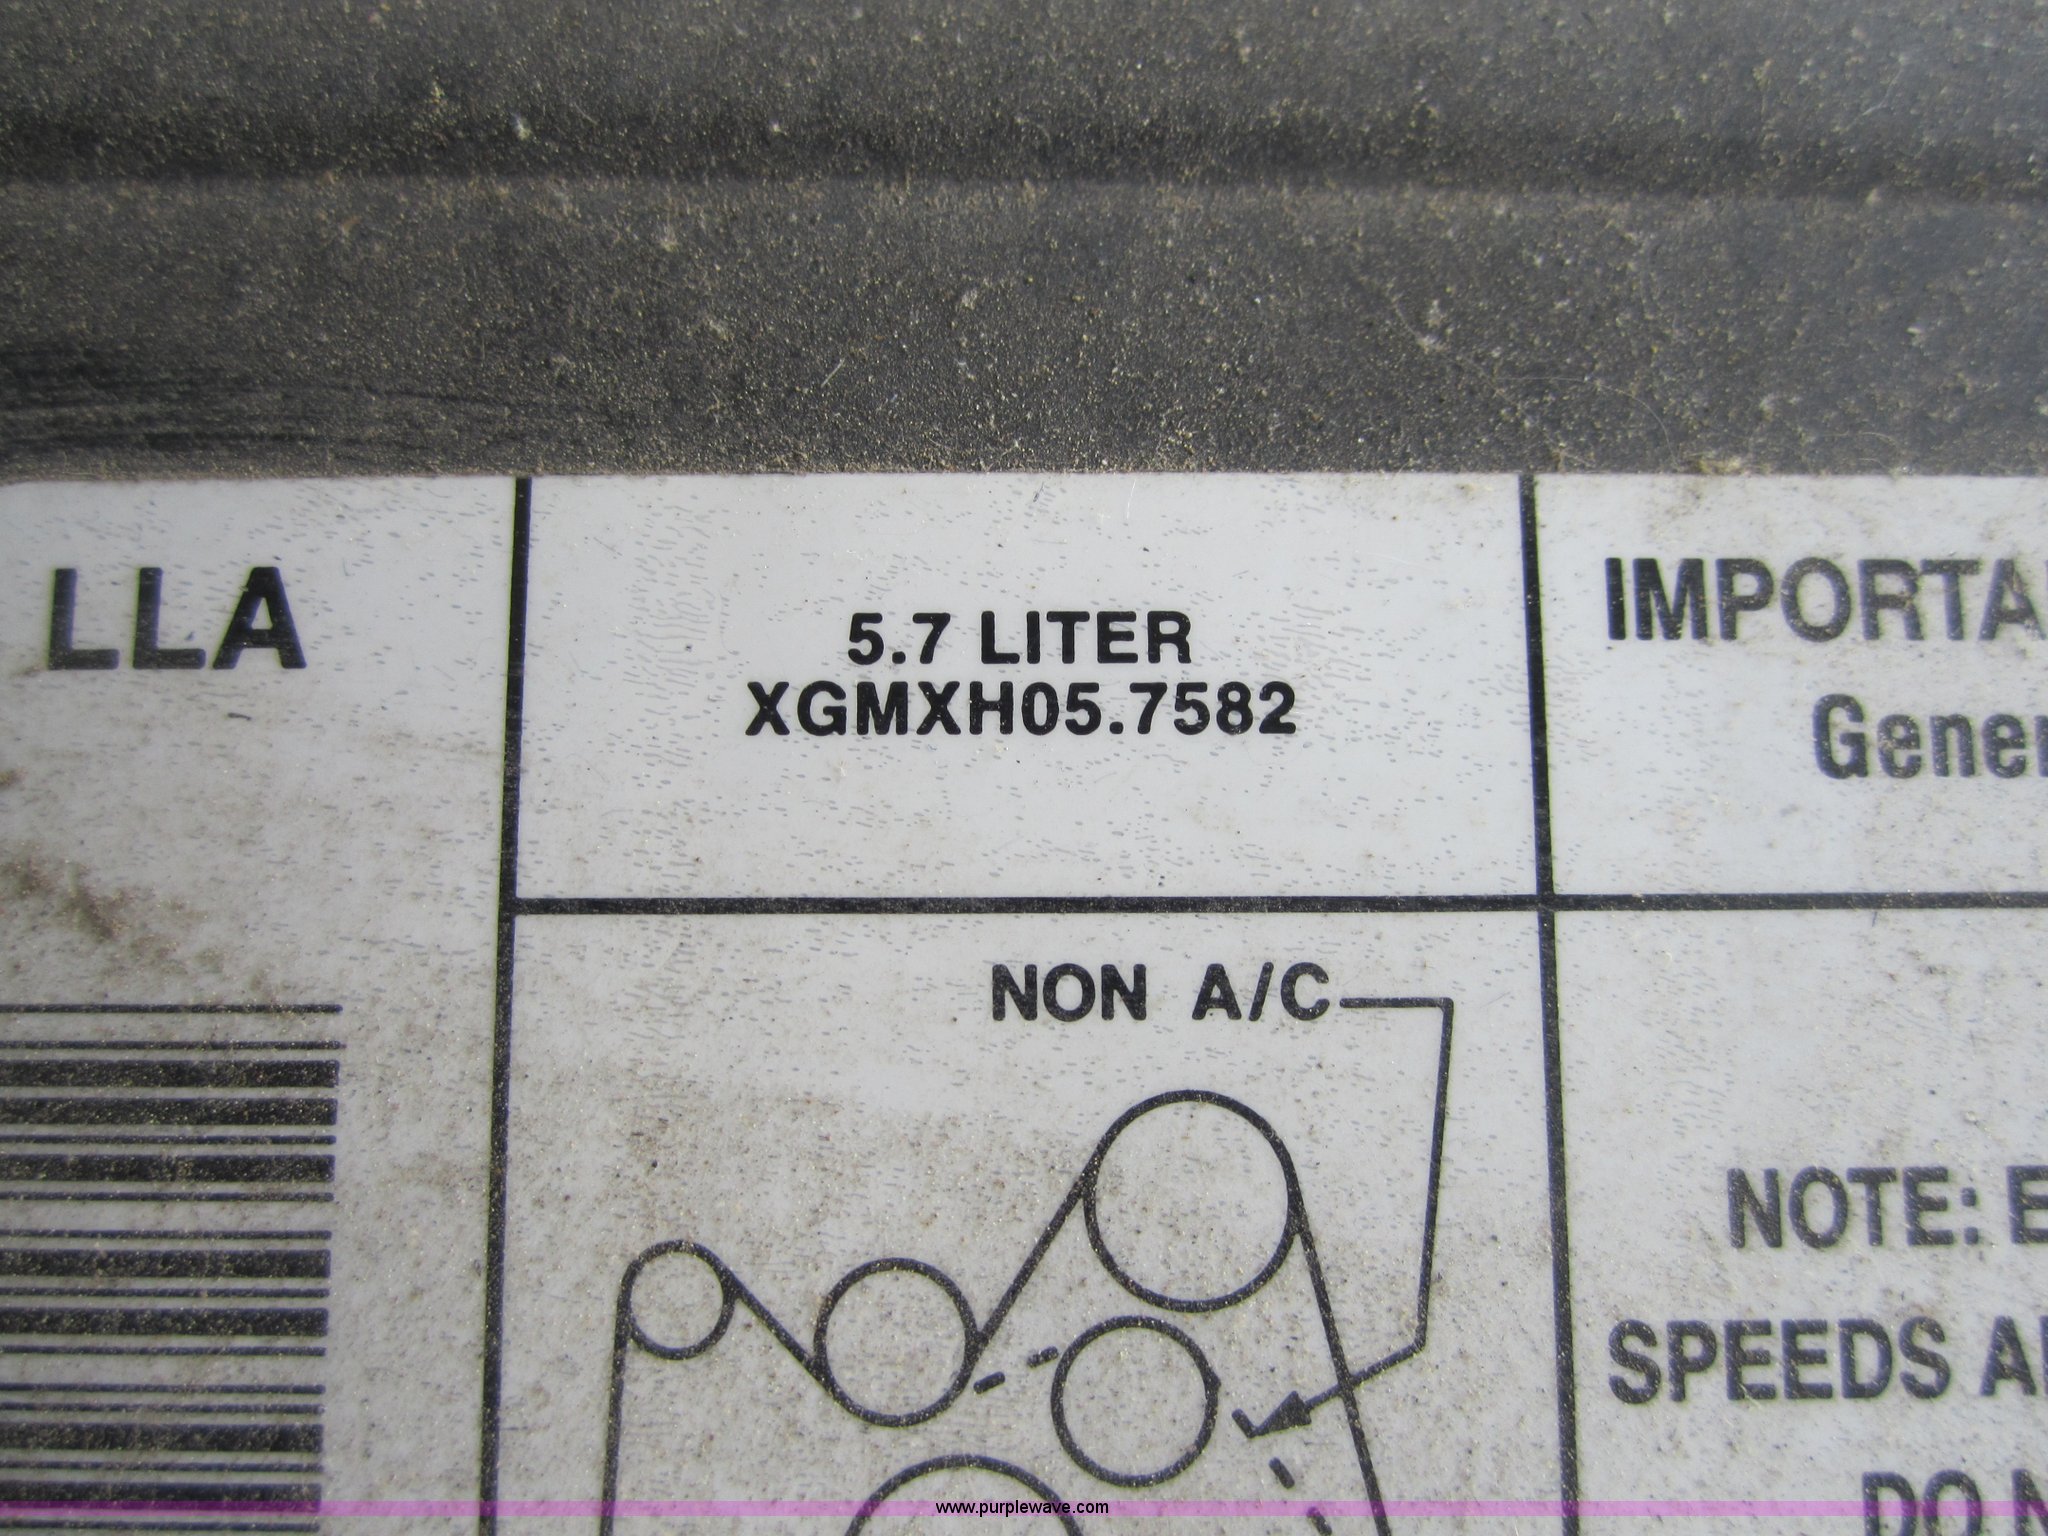 LLA
5.7 LITER
XGMXH05.7582
IMPORTA
Gener
NON A/C
NOTE: E
SPEEDS A
DO N
www.purplewave.com